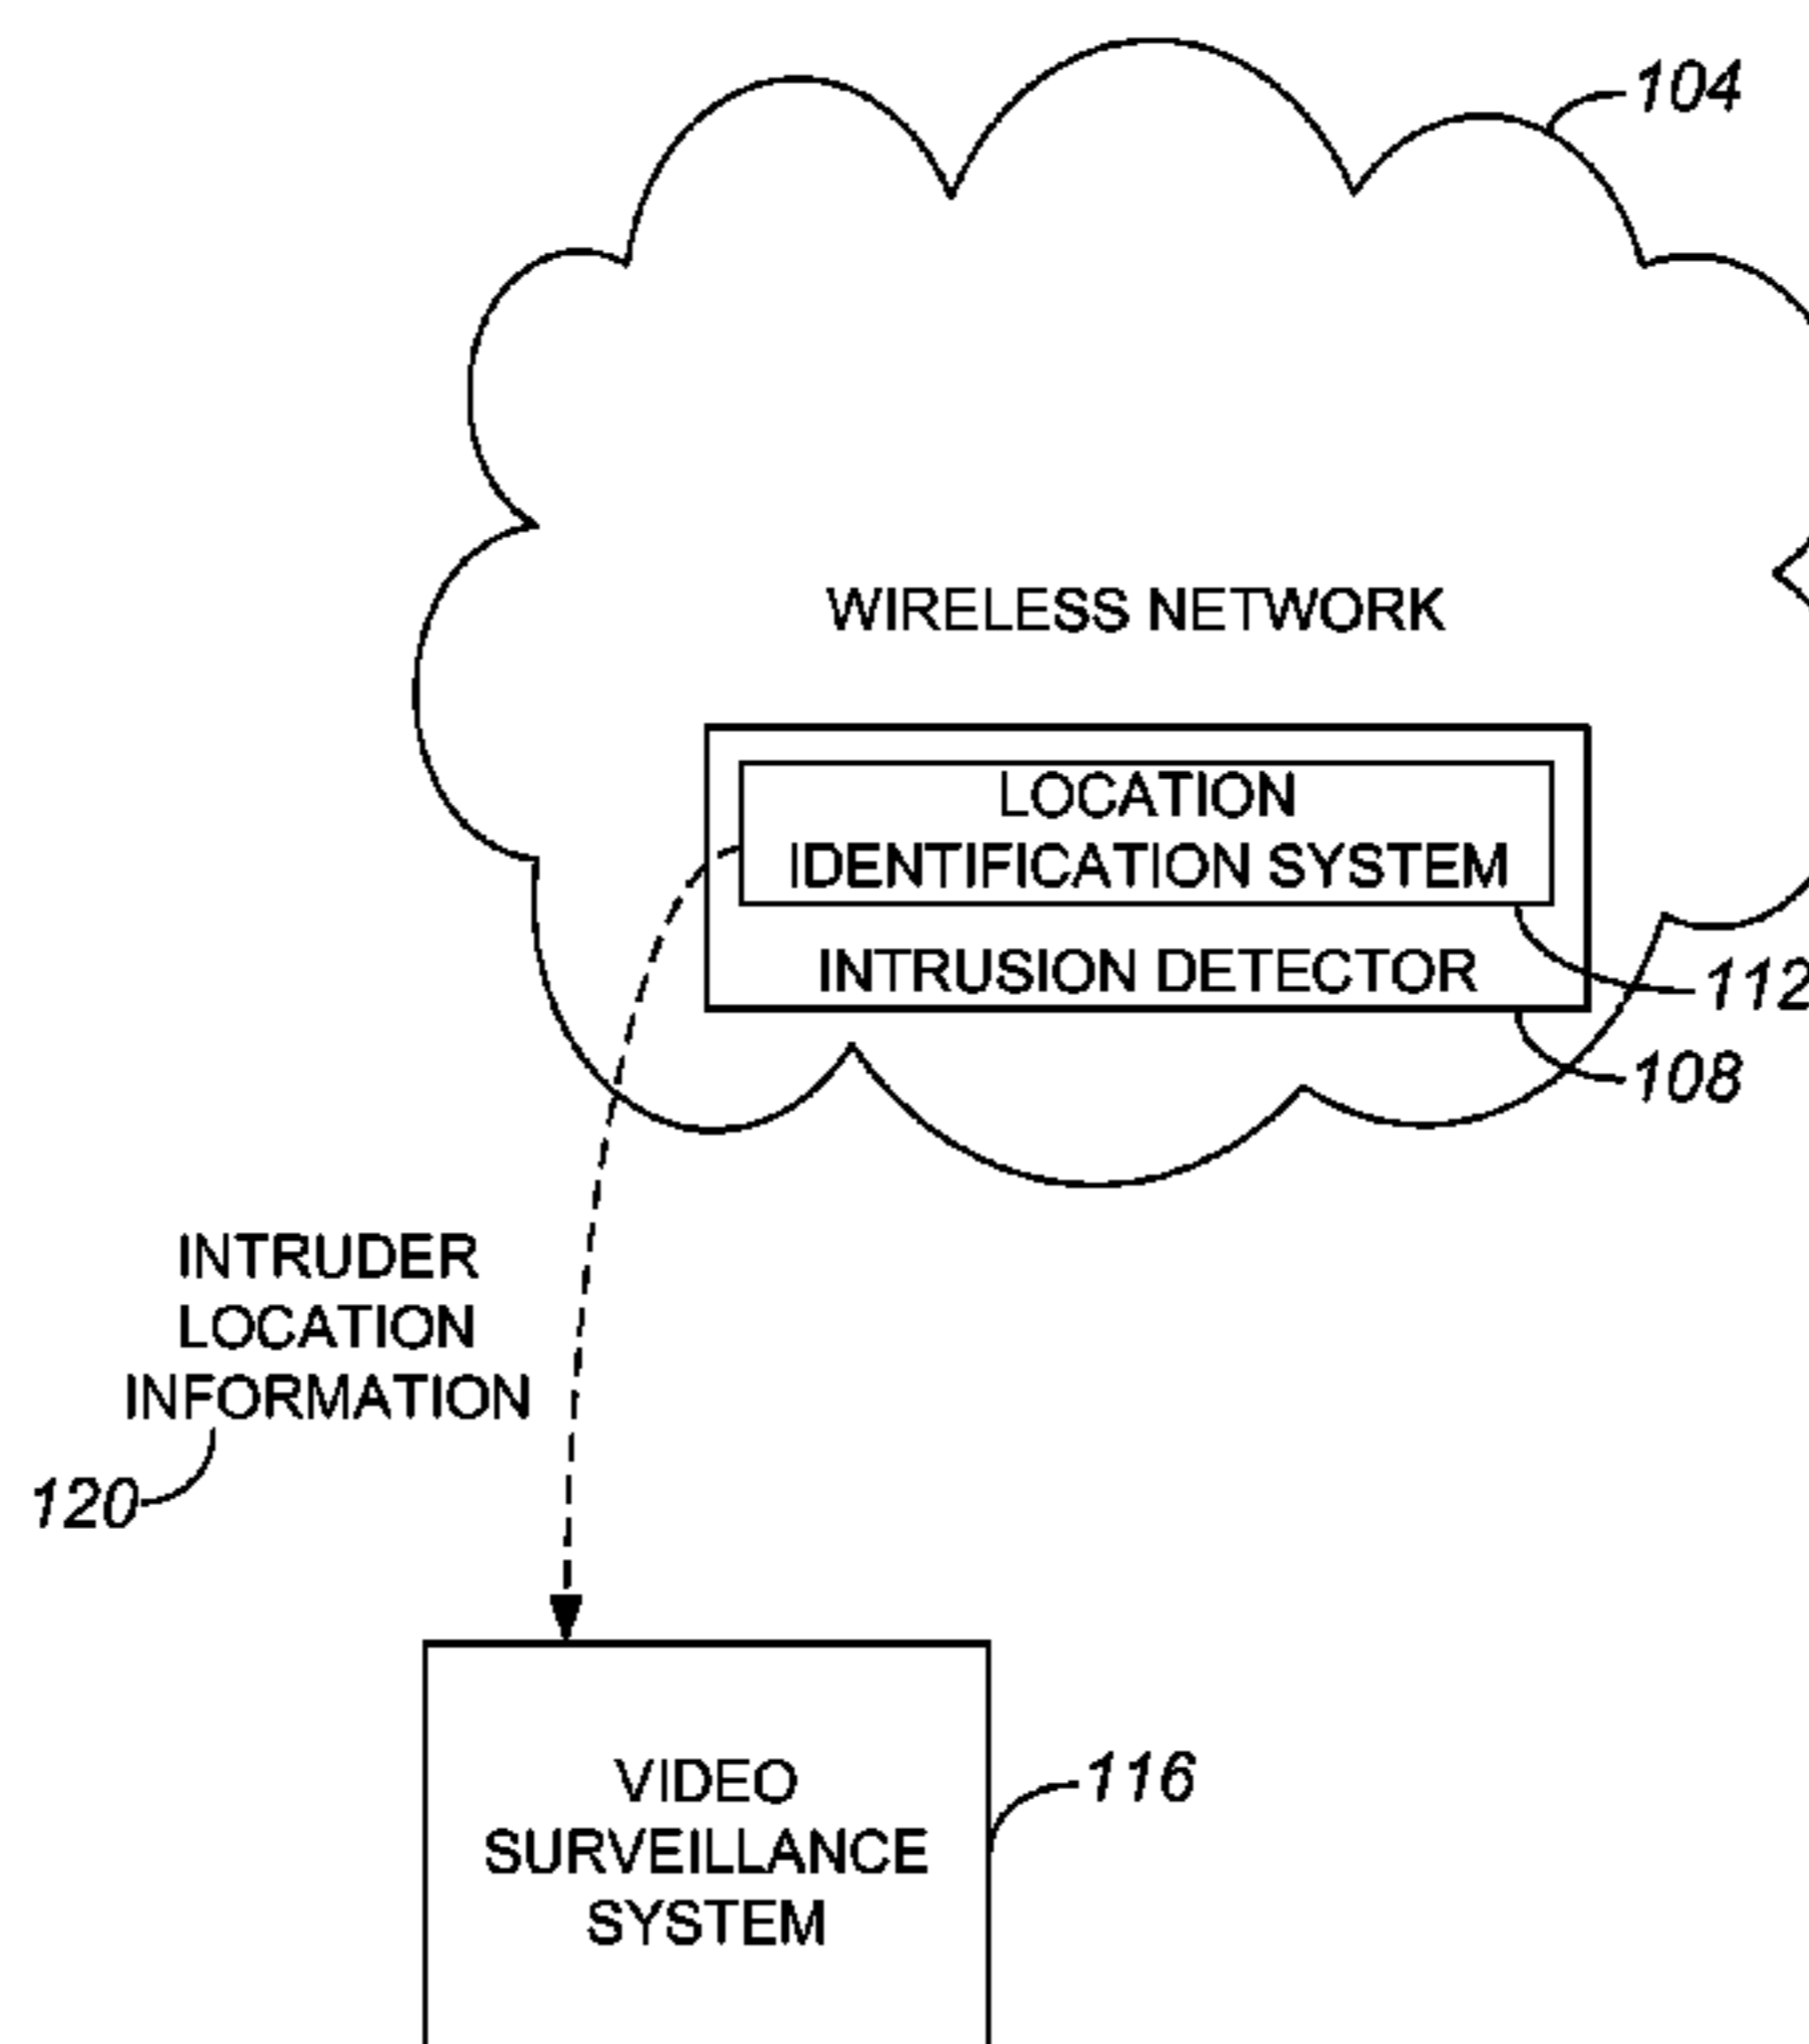 104
WIRELESS NETWORK
LOCATION
IDENTIFICATION SYSTEM
INTRUSION DETECTOR
112
108
INTRUDER
LOCATION
INFORMATION
120
VIDEO
SURVEILLANCE
SYSTEM
116